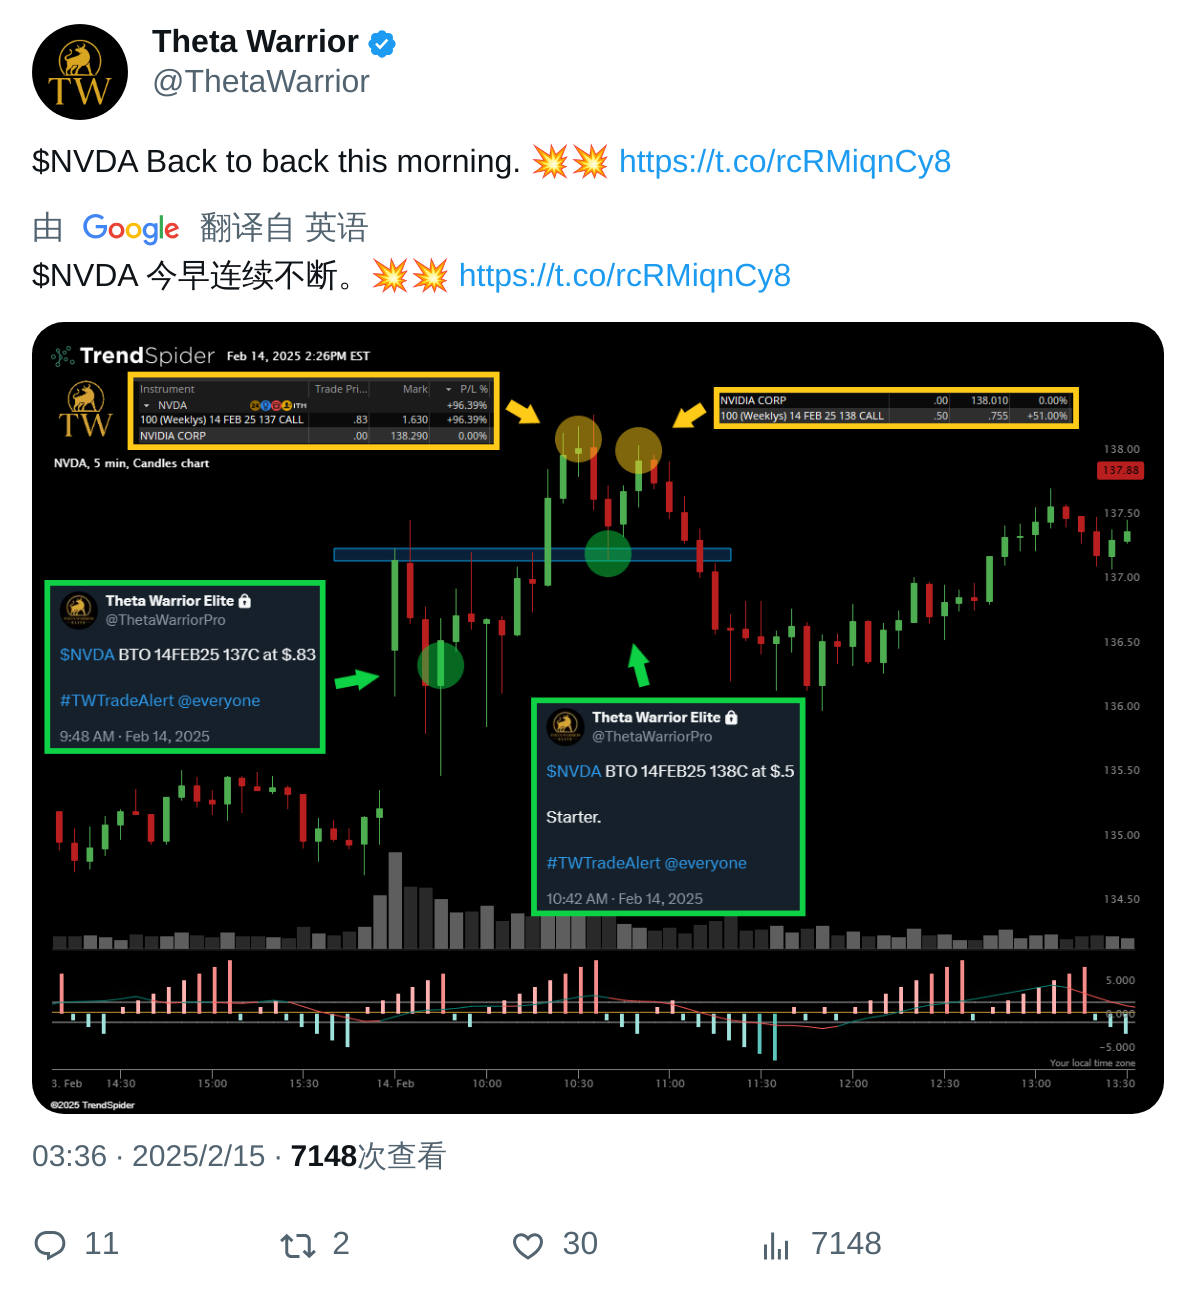 Theta Warrior
@ThetaWarrior
TW
$NVDA Back to back this morning. 💥💥 https://t.co/rcRMiqnCy8
由 Google 翻译自 英语
$NVDA 今早连续不断。💥💥 https://t.co/rcRMiqnCy8
TrendSpider Feb 14, 2025 2:26PM EST
TW
Instrument Trade Pri... Mark P/L %
NVDA ITH +96.39%
100 (Weeklys) 14 FEB 25 137 CALL .83 1.630 +96.39%
NVIDIA CORP .00 138.290 0.00%
NVIDIA CORP .00 138.010 0.00%
100 (Weeklys) 14 FEB 25 138 CALL .50 .755 +51.00%
NVDA, 5 min, Candles chart
138.00
137.88
137.50
137.00
136.50
136.00
135.50
135.00
134.50
Theta Warrior Elite
@ThetaWarriorPro
$NVDA BTO 14FEB25 137C at $.83
#TWTradeAlert @everyone
9:48 AM · Feb 14, 2025
Theta Warrior Elite
@ThetaWarriorPro
$NVDA BTO 14FEB25 138C at $.5
Starter.
#TWTradeAlert @everyone
10:42 AM · Feb 14, 2025
5.000
0.000
−5.000
Your local time zone
3. Feb 14:30 15:00 15:30 14. Feb 10:00 10:30 11:00 11:30 12:00 12:30 13:00 13:30
©2025 TrendSpider
03:36 · 2025/2/15 · 7148次查看
11 2 30 7148